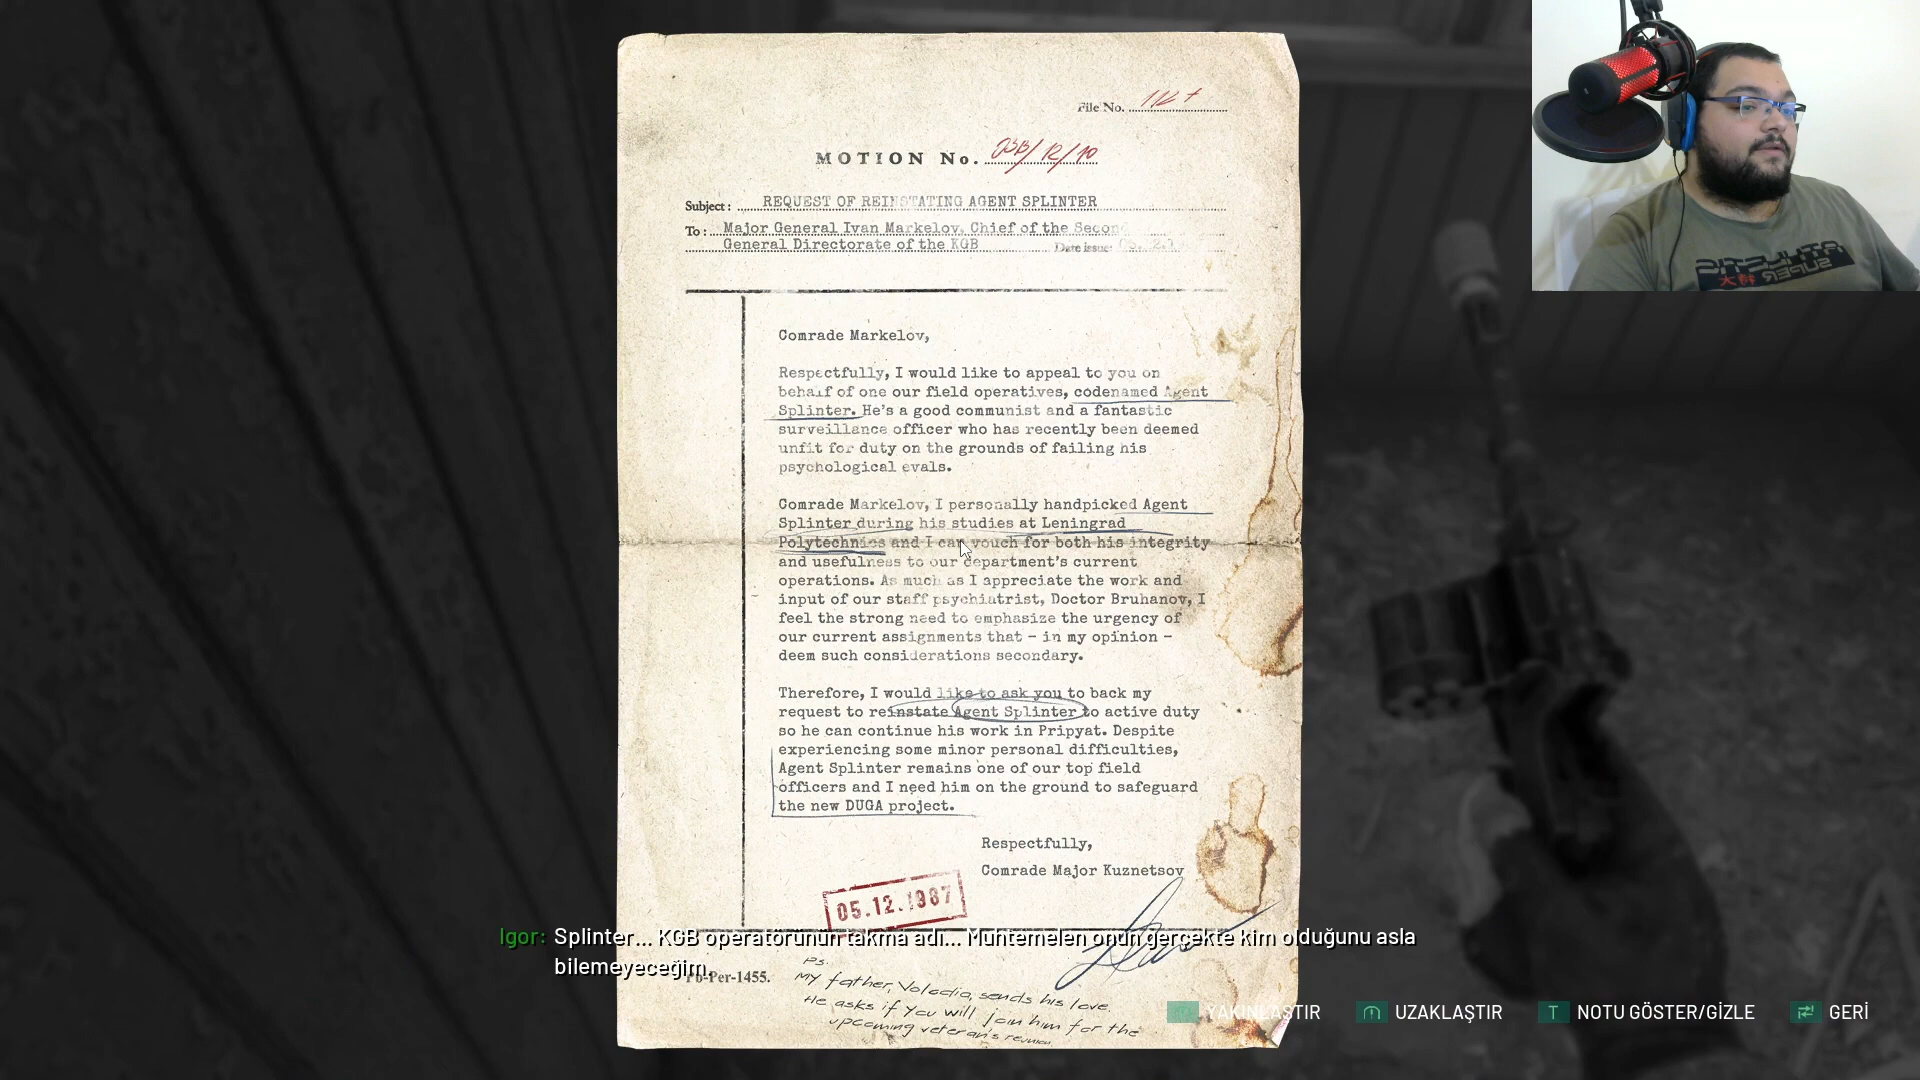 File No.
MOTION No.
Subject: REQUEST OF REINSTATING AGENT SPLINTER
To: Major General Ivan Markelov, Chief of the Second
General Directorate of the KGB Date issue:
Comrade Markelov,
Respectfully, I would like to appeal to you on
behalf of one our field operatives, codenamed Agent
Splinter. He's a good communist and a fantastic
surveillance officer who has recently been deemed
unfit for duty on the grounds of failing his
psychological evals.
Comrade Markelov, I personally handpicked Agent
Splinter during his studies at Leningrad
Polytechnics and I can vouch for both his integrity
and usefulness to our department's current
operations. As much as I appreciate the work and
input of our staff psychiatrist, Doctor Bruhanov, I
feel the strong need to emphasize the urgency of
our current assignments that – in my opinion –
deem such considerations secondary.
Therefore, I would like to ask you to back my
request to reinstate Agent Splinter to active duty
so he can continue his work in Pripyat. Despite
experiencing some minor personal difficulties,
Agent Splinter remains one of our top field
officers and I need him on the ground to safeguard
the new DUGA project.
Respectfully,
Comrade Major Kuznetsov
05.12.1987
Igor: Splinter... KGB operatörünün takma adı... Muhtemelen onun gerçekte kim olduğunu asla
bilemeyeceğim.
Ps.
My father, Volodia, sends his love.
He asks if you will join him for the
upcoming veteran's reunion.
YAKINLAŞTIR UZAKLAŞTIR T NOTU GÖSTER/GİZLE GERİ